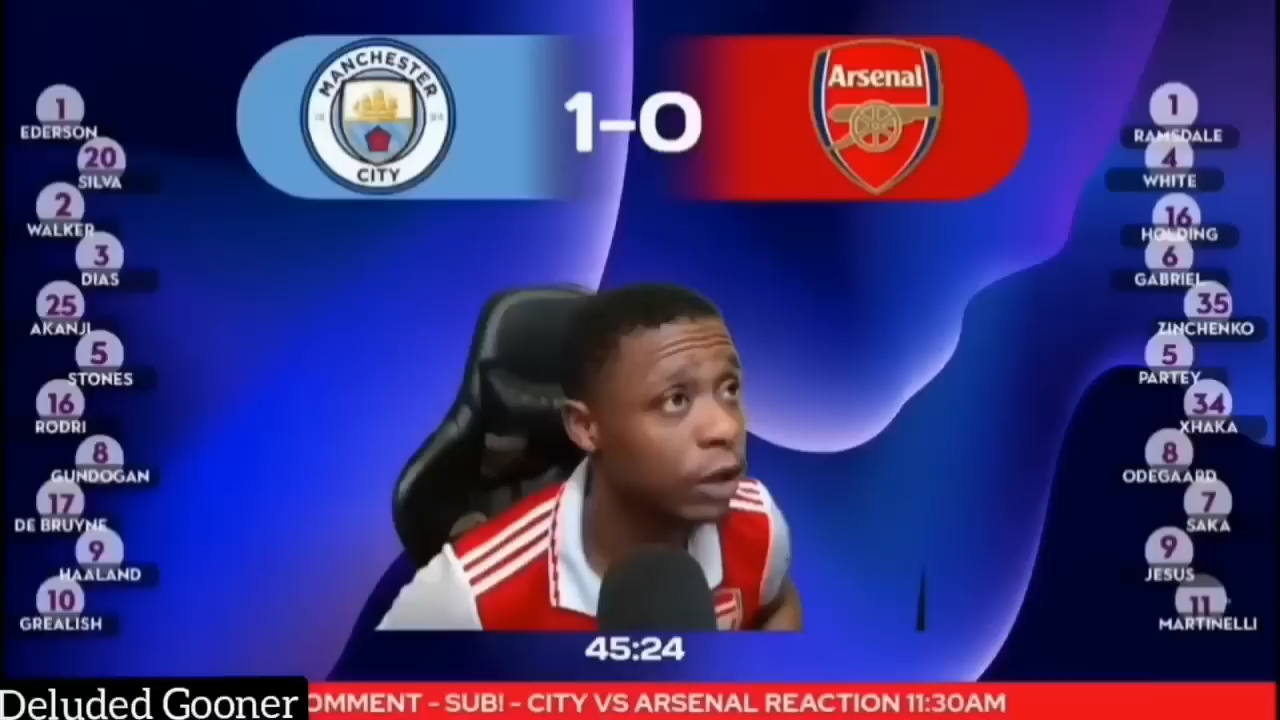 MANCHESTER
CITY
1-0
Arsenal
1
EDERSON
20
SILVA
2
WALKER
3
DIAS
25
AKANJI
5
STONES
16
RODRI
8
GUNDOGAN
17
DE BRUYNE
9
HAALAND
10
GREALISH
1
RAMSDALE
4
WHITE
16
HOLDING
6
GABRIEL
35
ZINCHENKO
5
PARTEY
34
XHAKA
8
ODEGAARD
7
SAKA
9
JESUS
11
MARTINELLI
45:24
Deluded Gooner
OMMENT - SUB! - CITY VS ARSENAL REACTION 11:30AM